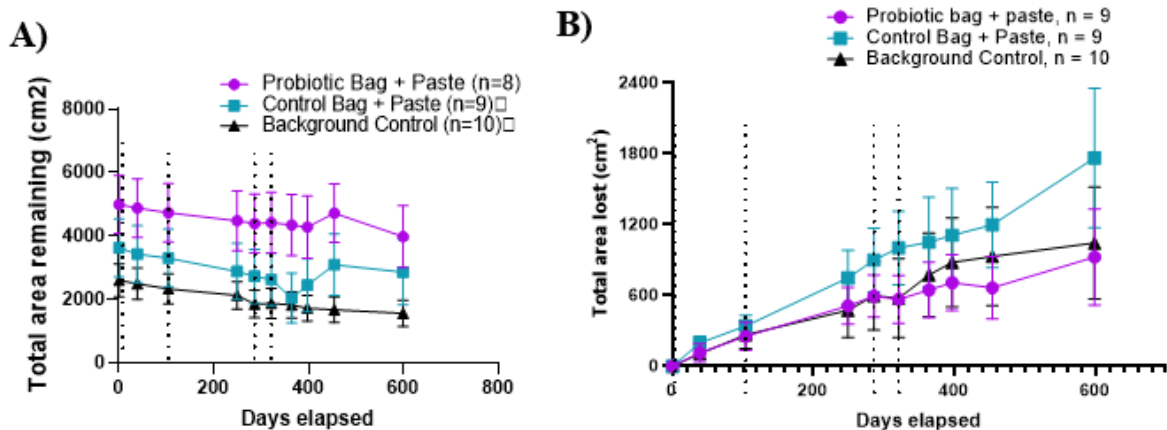 A)
Probiotic Bag + Paste (n=8)
Control Bag + Paste (n=9)□
Background Control (n=10)□
Total area remaining (cm2)
8000
6000
4000
2000
0
0 200 400 600 800
Days elapsed
B)
Probiotic bag + paste, n = 9
Control Bag + Paste, n = 9
Background Control, n = 10
Total area lost (cm²)
2400
1800
1200
600
0
0 200 400 600
Days elapsed